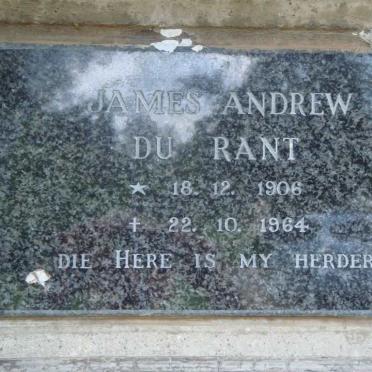 JAMES ANDREW
DU RANT
★ 18. 12. 1906
✝ 22. 10. 1964
DIE HERE IS MY HERDER